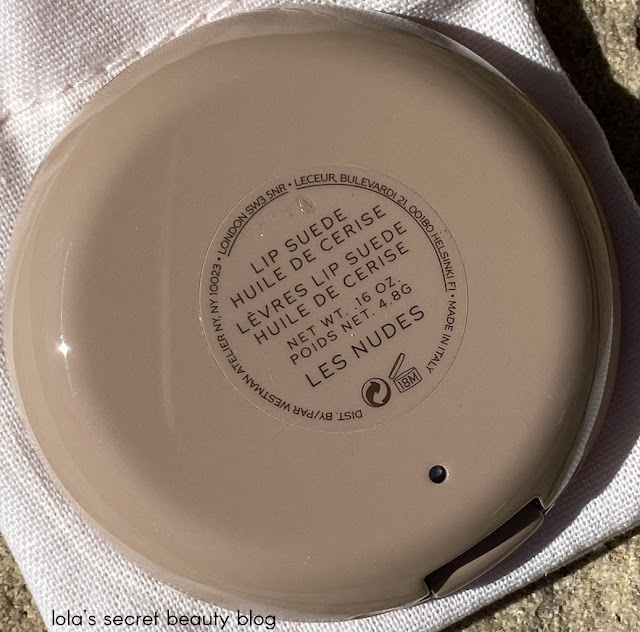 LIP SUEDE
HUILE DE CERISE
LÈVRES LIP SUEDE
HUILE DE CERISE
NET WT. .16 OZ.
POIDS NET. 4.8G
LES NUDES
18M
DIST. BY/PAR WESTMAN ATELIER NY, NY 10023 • LONDON SW3 5NR • LECEUR, BULEVARDI 21, 00180 HELSINKI FI • MADE IN ITALY
lola's secret beauty blog